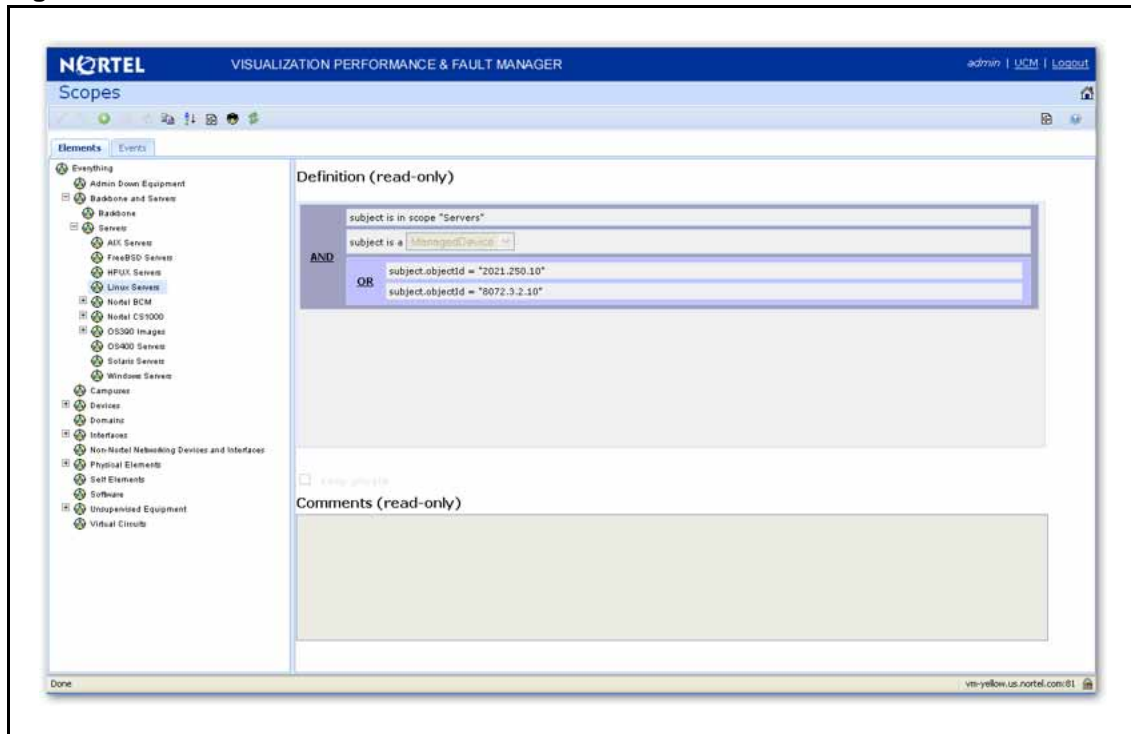 NORTEL VISUALIZATION PERFORMANCE & FAULT MANAGER admin | UCM | Logout
Scopes
Elements Events
Everything
Admin Down Equipment
Backbone and Servers
Backbone
Servers
AIX Servers
FreeBSD Servers
HPUX Servers
Linux Servers
Nortel BCM
Nortel CS1000
OS390 Images
OS400 Servers
Solaris Servers
Windows Servers
Campuses
Devices
Domains
Interfaces
Non-Nortel Networking Devices and Interfaces
Physical Elements
Self Elements
Software
Unsupervised Equipment
Virtual Circuits
Definition (read-only)
AND
subject is in scope "Servers"
subject is a ManagedDevice
OR
subject.objectId = "2021.250.10"
subject.objectId = "8072.3.2.10"
Keep private
Comments (read-only)
Done vm-yellow.us.nortel.com:81